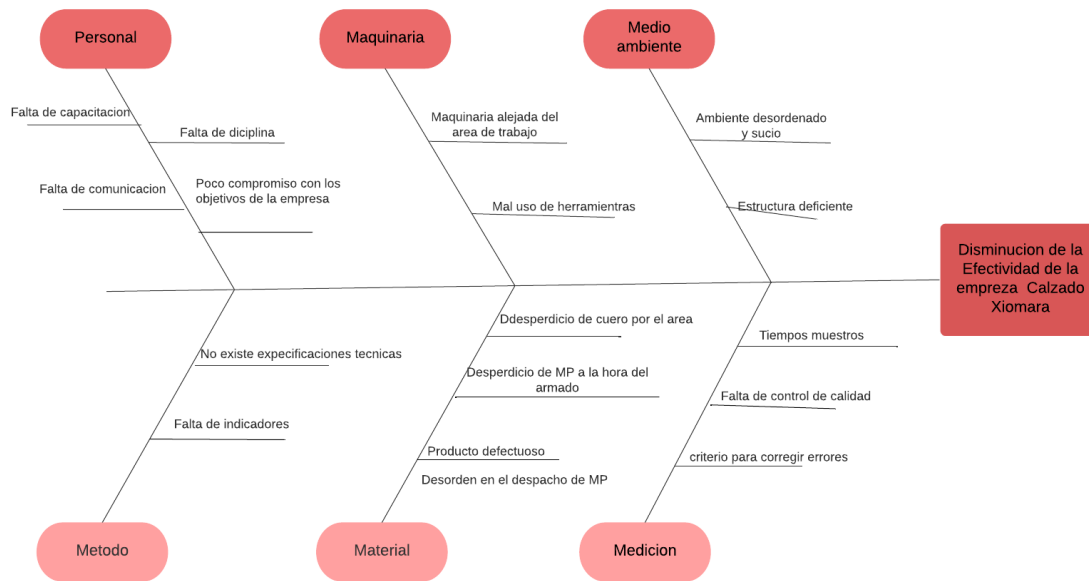 Personal
Maquinaria
Medio
ambiente
Falta de capacitacion
Falta de diciplina
Falta de comunicacion
Poco compromiso con los
objetivos de la empresa
Maquinaria alejada del
area de trabajo
Mal uso de herramientras
Ambiente desordenado
y sucio
Estructura deficiente
Disminucion de la
Efectividad de la
empreza Calzado
Xiomara
No existe expecificaciones tecnicas
Falta de indicadores
Ddesperdicio de cuero por el area
Desperdicio de MP a la hora del
armado
Producto defectuoso
Desorden en el despacho de MP
Tiempos muestros
Falta de control de calidad
criterio para corregir errores
Metodo
Material
Medicion